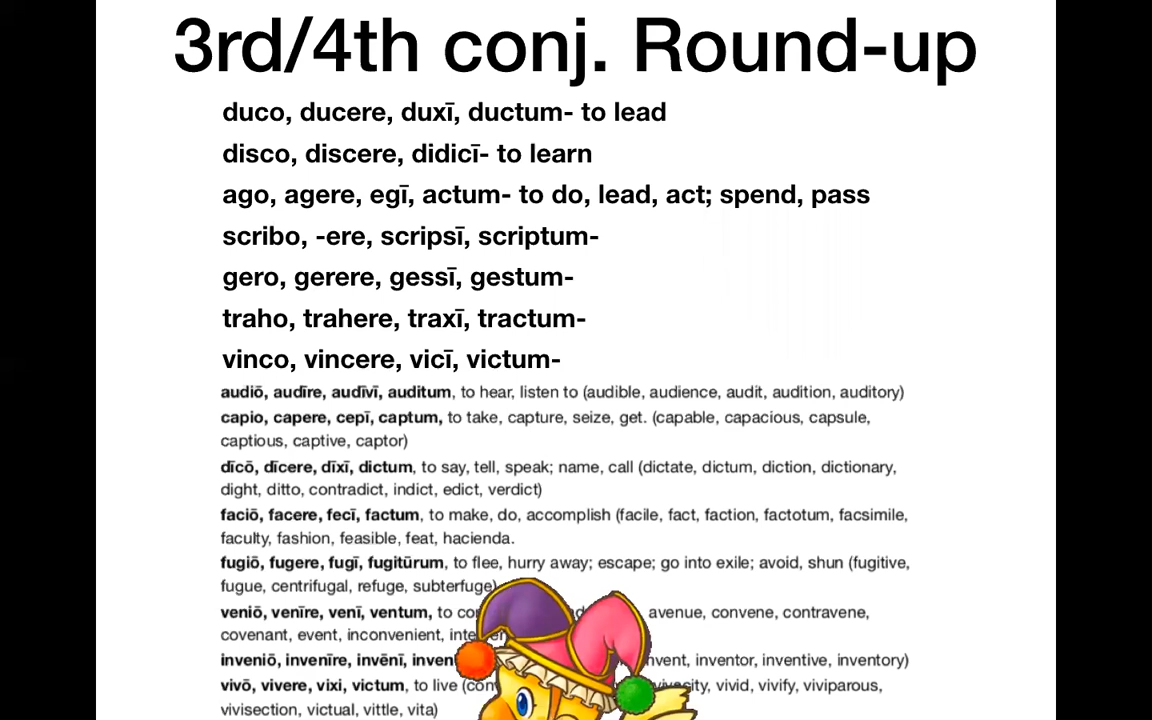 3rd/4th conj. Round-up
duco, ducere, duxī, ductum- to lead
disco, discere, didicī- to learn
ago, agere, egī, actum- to do, lead, act; spend, pass
scribo, -ere, scripsī, scriptum-
gero, gerere, gessī, gestum-
traho, trahere, traxī, tractum-
vinco, vincere, vicī, victum-
audiō, audīre, audīvī, auditum, to hear, listen to (audible, audience, audit, audition, auditory)
capio, capere, cepī, captum, to take, capture, seize, get. (capable, capacious, capsule,
captious, captive, captor)
dīcō, dīcere, dīxī, dictum, to say, tell, speak; name, call (dictate, dictum, diction, dictionary,
dight, ditto, contradict, indict, edict, verdict)
faciō, facere, fecī, factum, to make, do, accomplish (facile, fact, faction, factotum, facsimile,
faculty, fashion, feasible, feat, hacienda.
fugiō, fugere, fugī, fugitūrum, to flee, hurry away; escape; go into exile; avoid, shun (fugitive,
fugue, centrifugal, refuge, subterfuge)
veniō, venīre, venī, ventum, to avenue, convene, contravene,
covenant, event, inconvenient,
inveniō, invenīre, invēnī, inventor, inventive, inventory)
vivō, vivere, vixi, victum, to live vivid, vivify, viviparous,
vivisection, victual, vittle, vita)